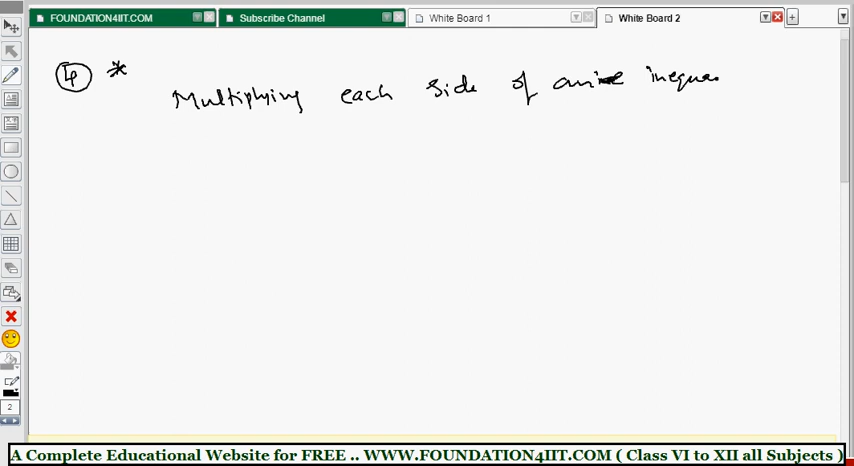 FOUNDATION4IIT.COM Subscribe Channel White Board 1 White Board 2
④ * Multiplying each side of an inequa
2
A Complete Educational Website for FREE .. WWW.FOUNDATION4IIT.COM ( Class VI to XII all Subjects )